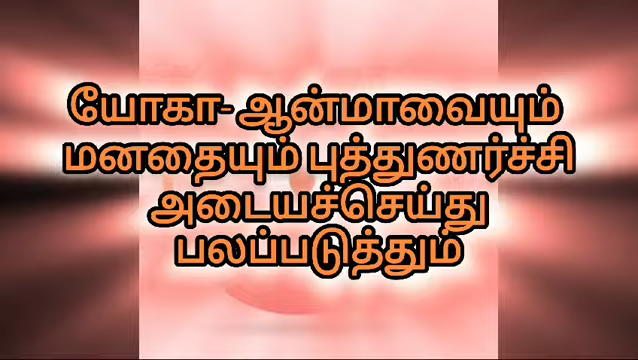 யோகா- ஆன்மாவையும்
மனதையும் புத்துணர்ச்சி
அடையச்செய்து
பலப்படுத்தும்